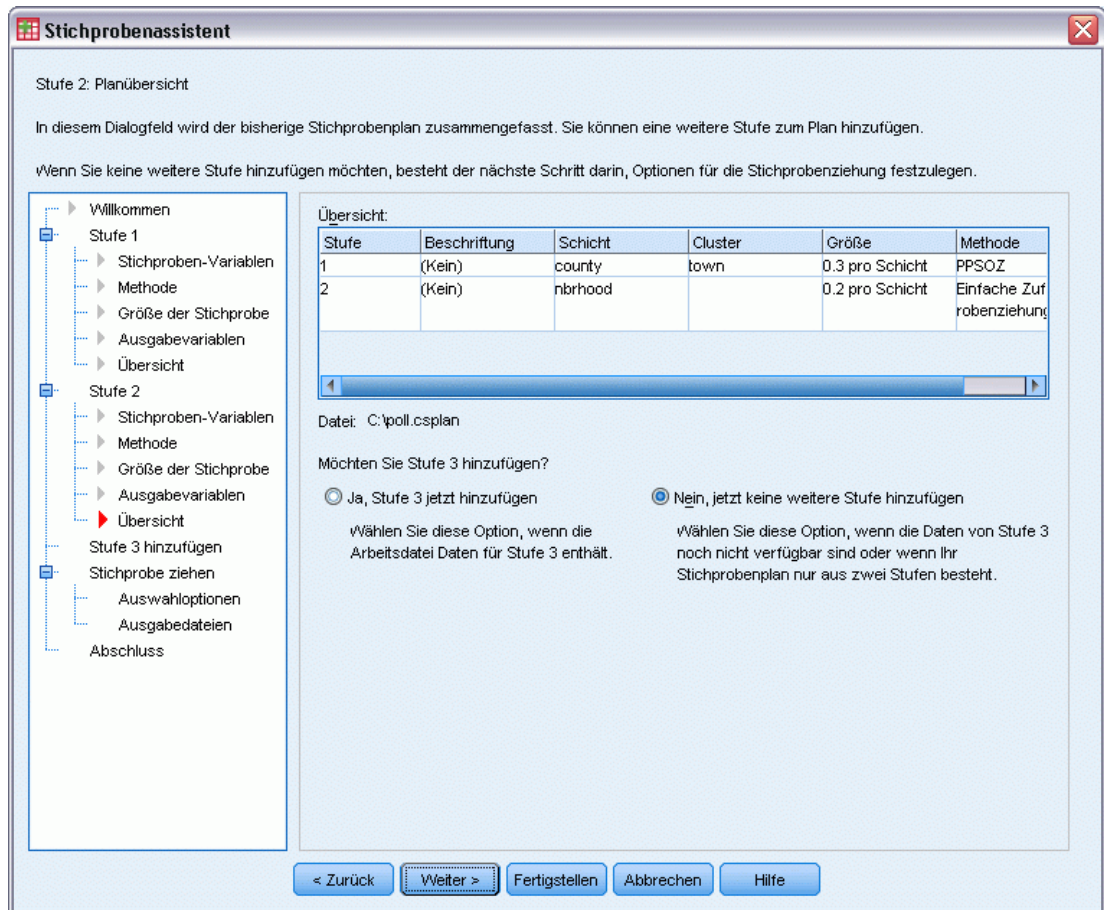 Stichprobenassistent
Stufe 2: Planübersicht
In diesem Dialogfeld wird der bisherige Stichprobenplan zusammengefasst. Sie können eine weitere Stufe zum Plan hinzufügen.
Wenn Sie keine weitere Stufe hinzufügen möchten, besteht der nächste Schritt darin, Optionen für die Stichprobenziehung festzulegen.
Willkommen
Stufe 1
Stichproben-Variablen
Methode
Größe der Stichprobe
Ausgabevariablen
Übersicht
Stufe 2
Stichproben-Variablen
Methode
Größe der Stichprobe
Ausgabevariablen
Übersicht
Stufe 3 hinzufügen
Stichprobe ziehen
Auswahloptionen
Ausgabedateien
Abschluss
Übersicht:
Stufe Beschriftung Schicht Cluster Größe Methode
1 (Kein) county town 0.3 pro Schicht PPSOZ
2 (Kein) nbrhood 0.2 pro Schicht Einfache Zuf
robenziehung
Datei: C:\poll.csplan
Möchten Sie Stufe 3 hinzufügen?
Ja, Stufe 3 jetzt hinzufügen
Wählen Sie diese Option, wenn die
Arbeitsdatei Daten für Stufe 3 enthält.
Nein, jetzt keine weitere Stufe hinzufügen
Wählen Sie diese Option, wenn die Daten von Stufe 3
noch nicht verfügbar sind oder wenn Ihr
Stichprobenplan nur aus zwei Stufen besteht.
< Zurück Weiter > Fertigstellen Abbrechen Hilfe